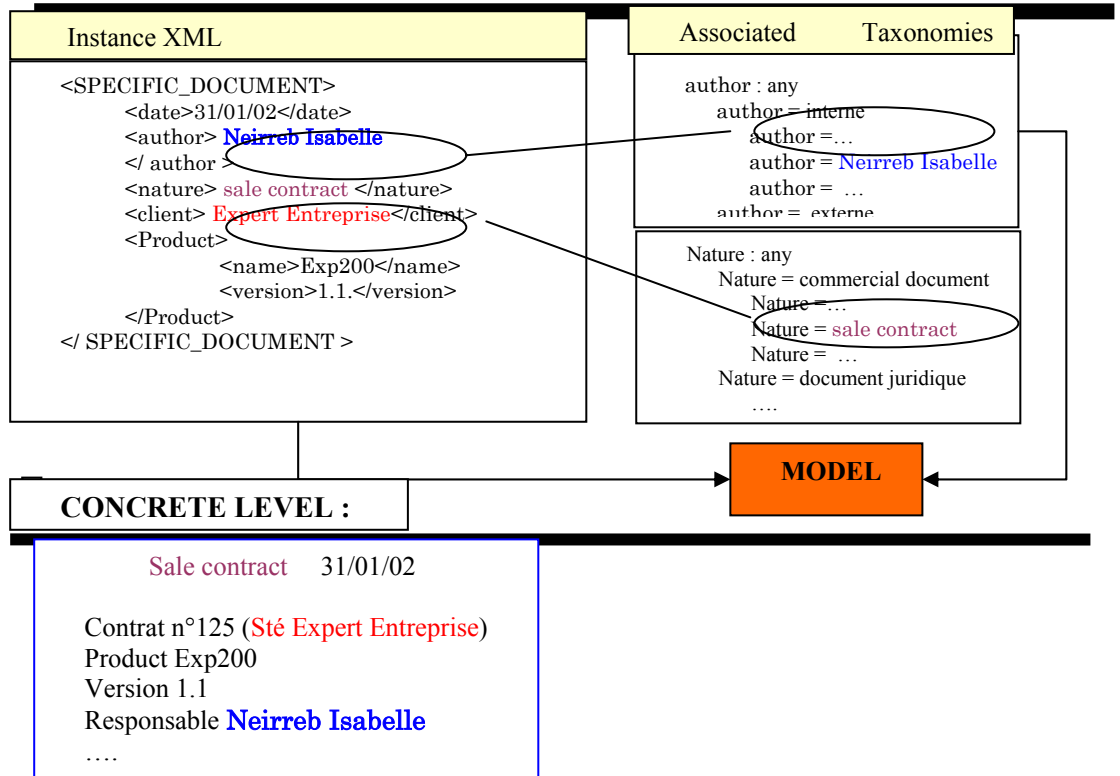 Instance XML
<SPECIFIC_DOCUMENT>
<date>31/01/02</date>
<author> Neirreb Isabelle
</ author >
<nature> sale contract </nature>
<client> Expert Entreprise</client>
<Product>
<name>Exp200</name>
<version>1.1.</version>
</Product>
</ SPECIFIC_DOCUMENT >
Associated Taxonomies
author : any
author = interne
author =…
author = Neirreb Isabelle
author = …
author = externe
Nature : any
Nature = commercial document
Nature =…
Nature = sale contract
Nature = …
Nature = document juridique
….
MODEL
CONCRETE LEVEL :
Sale contract 31/01/02
Contrat n°125 (Sté Expert Entreprise)
Product Exp200
Version 1.1
Responsable Neirreb Isabelle
….